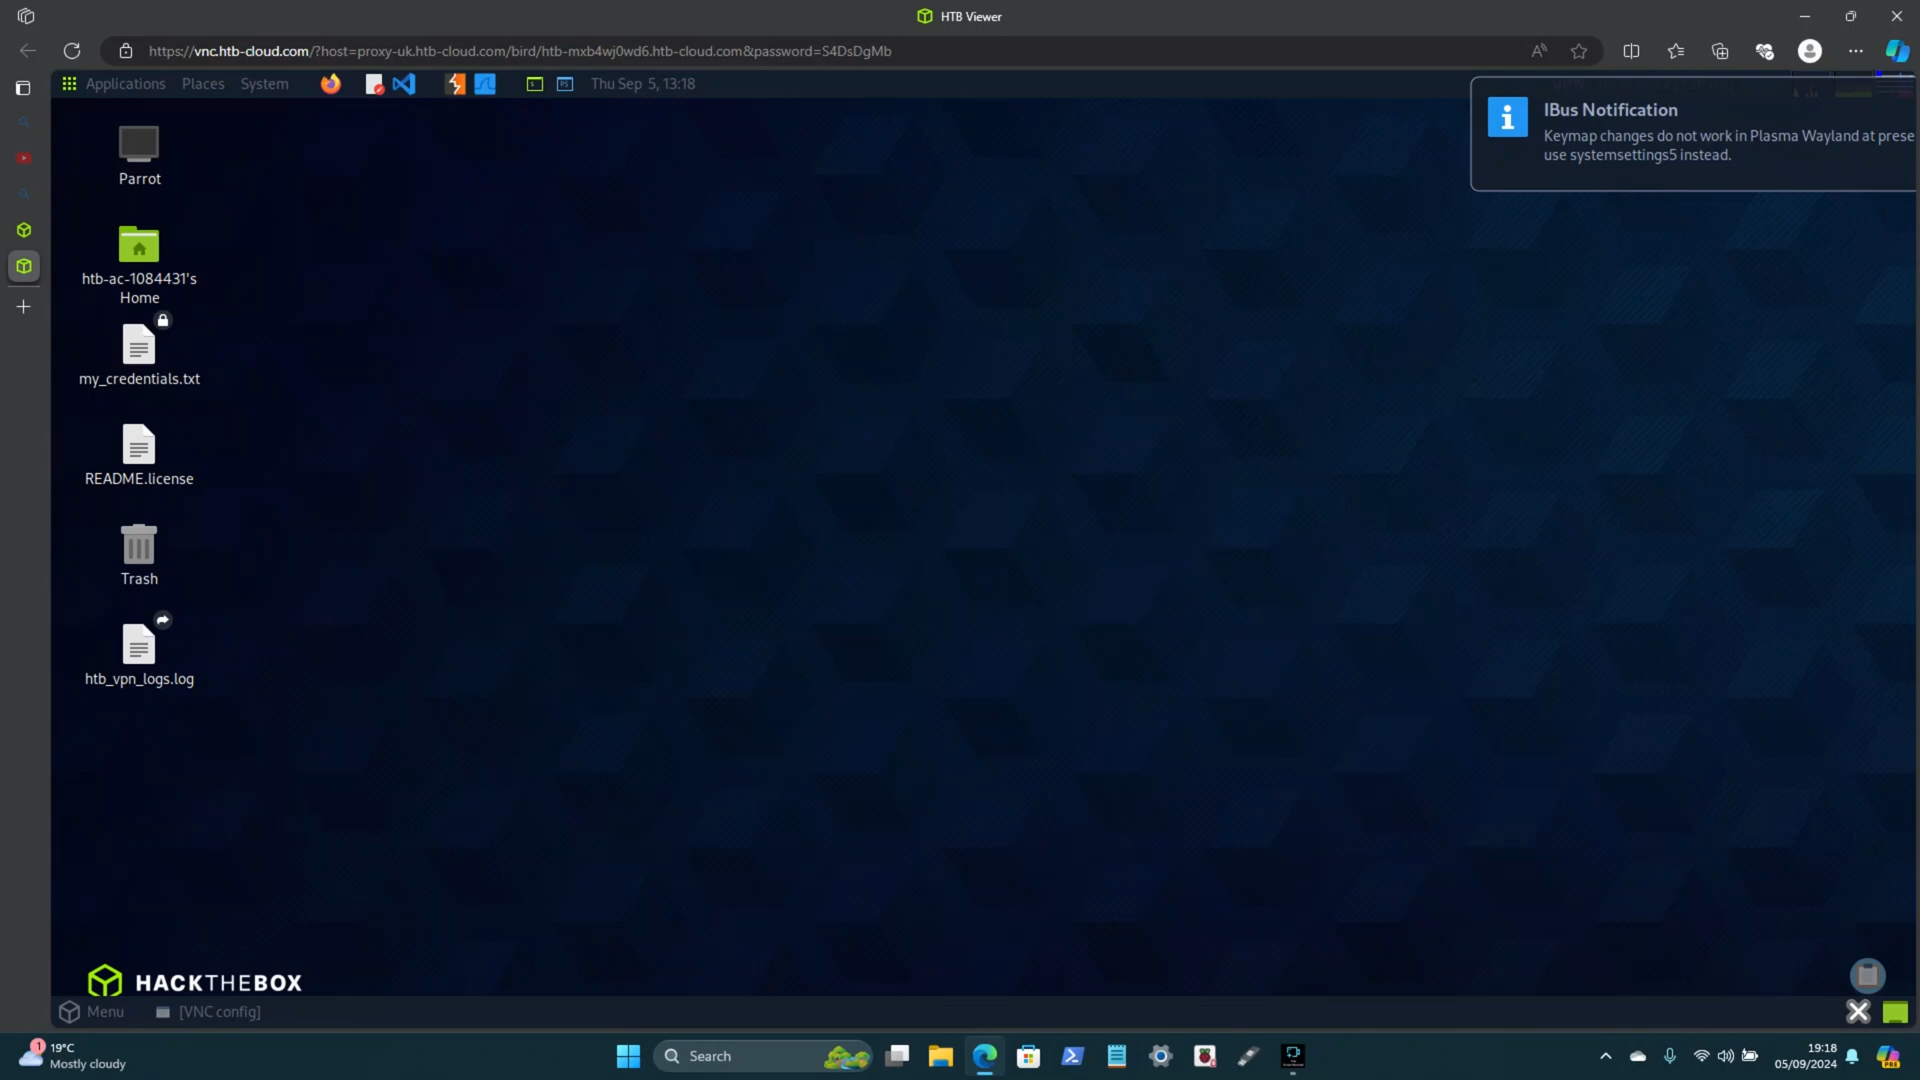 HTB Viewer
https://vnc.htb-cloud.com/?host=proxy-uk.htb-cloud.com/bird/htb-mxb4wj0wd6.htb-cloud.com&password=S4DsDgMb
Applications Places System Thu Sep 5, 13:18
IBus Notification
Keymap changes do not work in Plasma Wayland at prese
use systemsettings5 instead.
Parrot
htb-ac-1084431's
Home
my_credentials.txt
README.license
Trash
htb_vpn_logs.log
HACKTHEBOX
Menu [VNC config]
1
19°C
Mostly cloudy
Search
19:18
05/09/2024
PRE